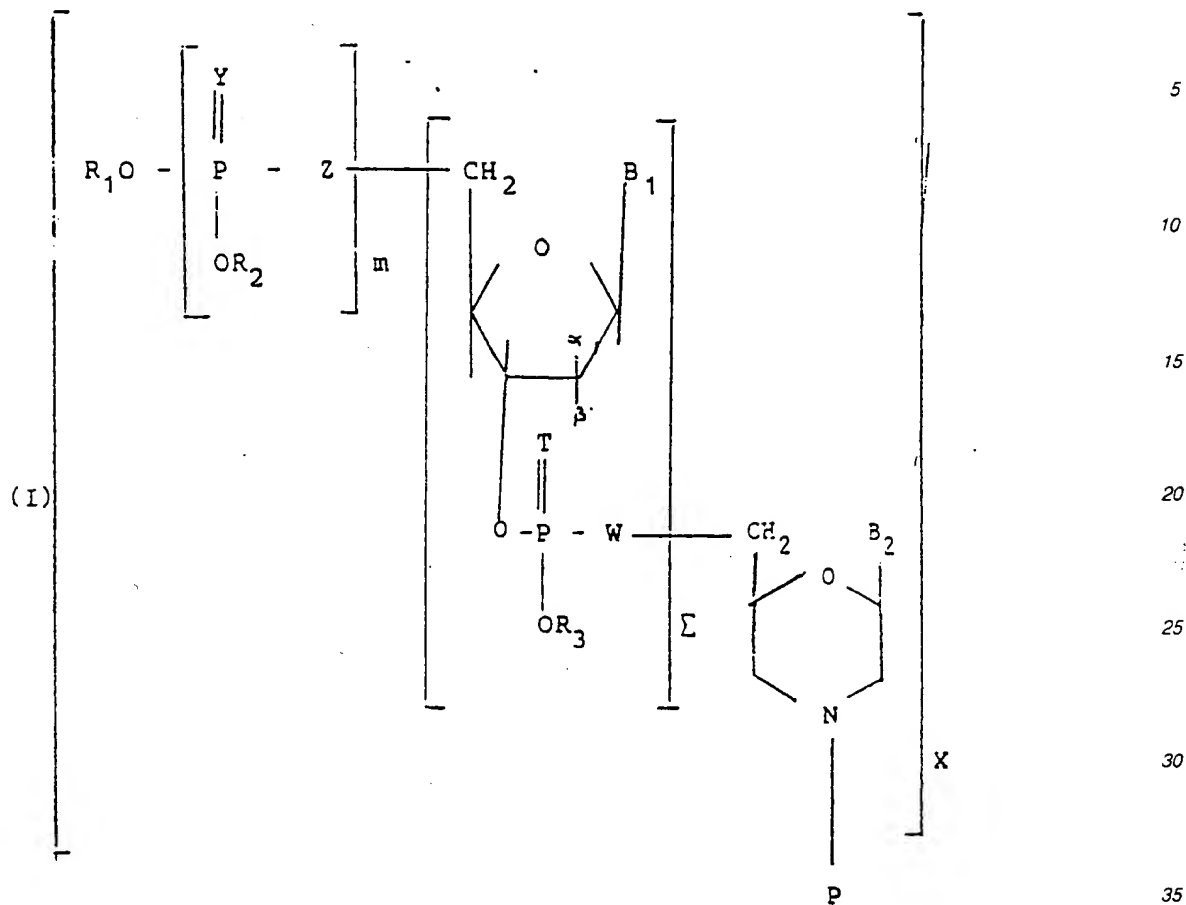 Y
5
R1O - P - Z CH2 B1
10
O
OR2 m
α
15
β
T
(I)
20
O -P - W CH2 B2
O
OR3 Σ
25
N
X
30
P
35